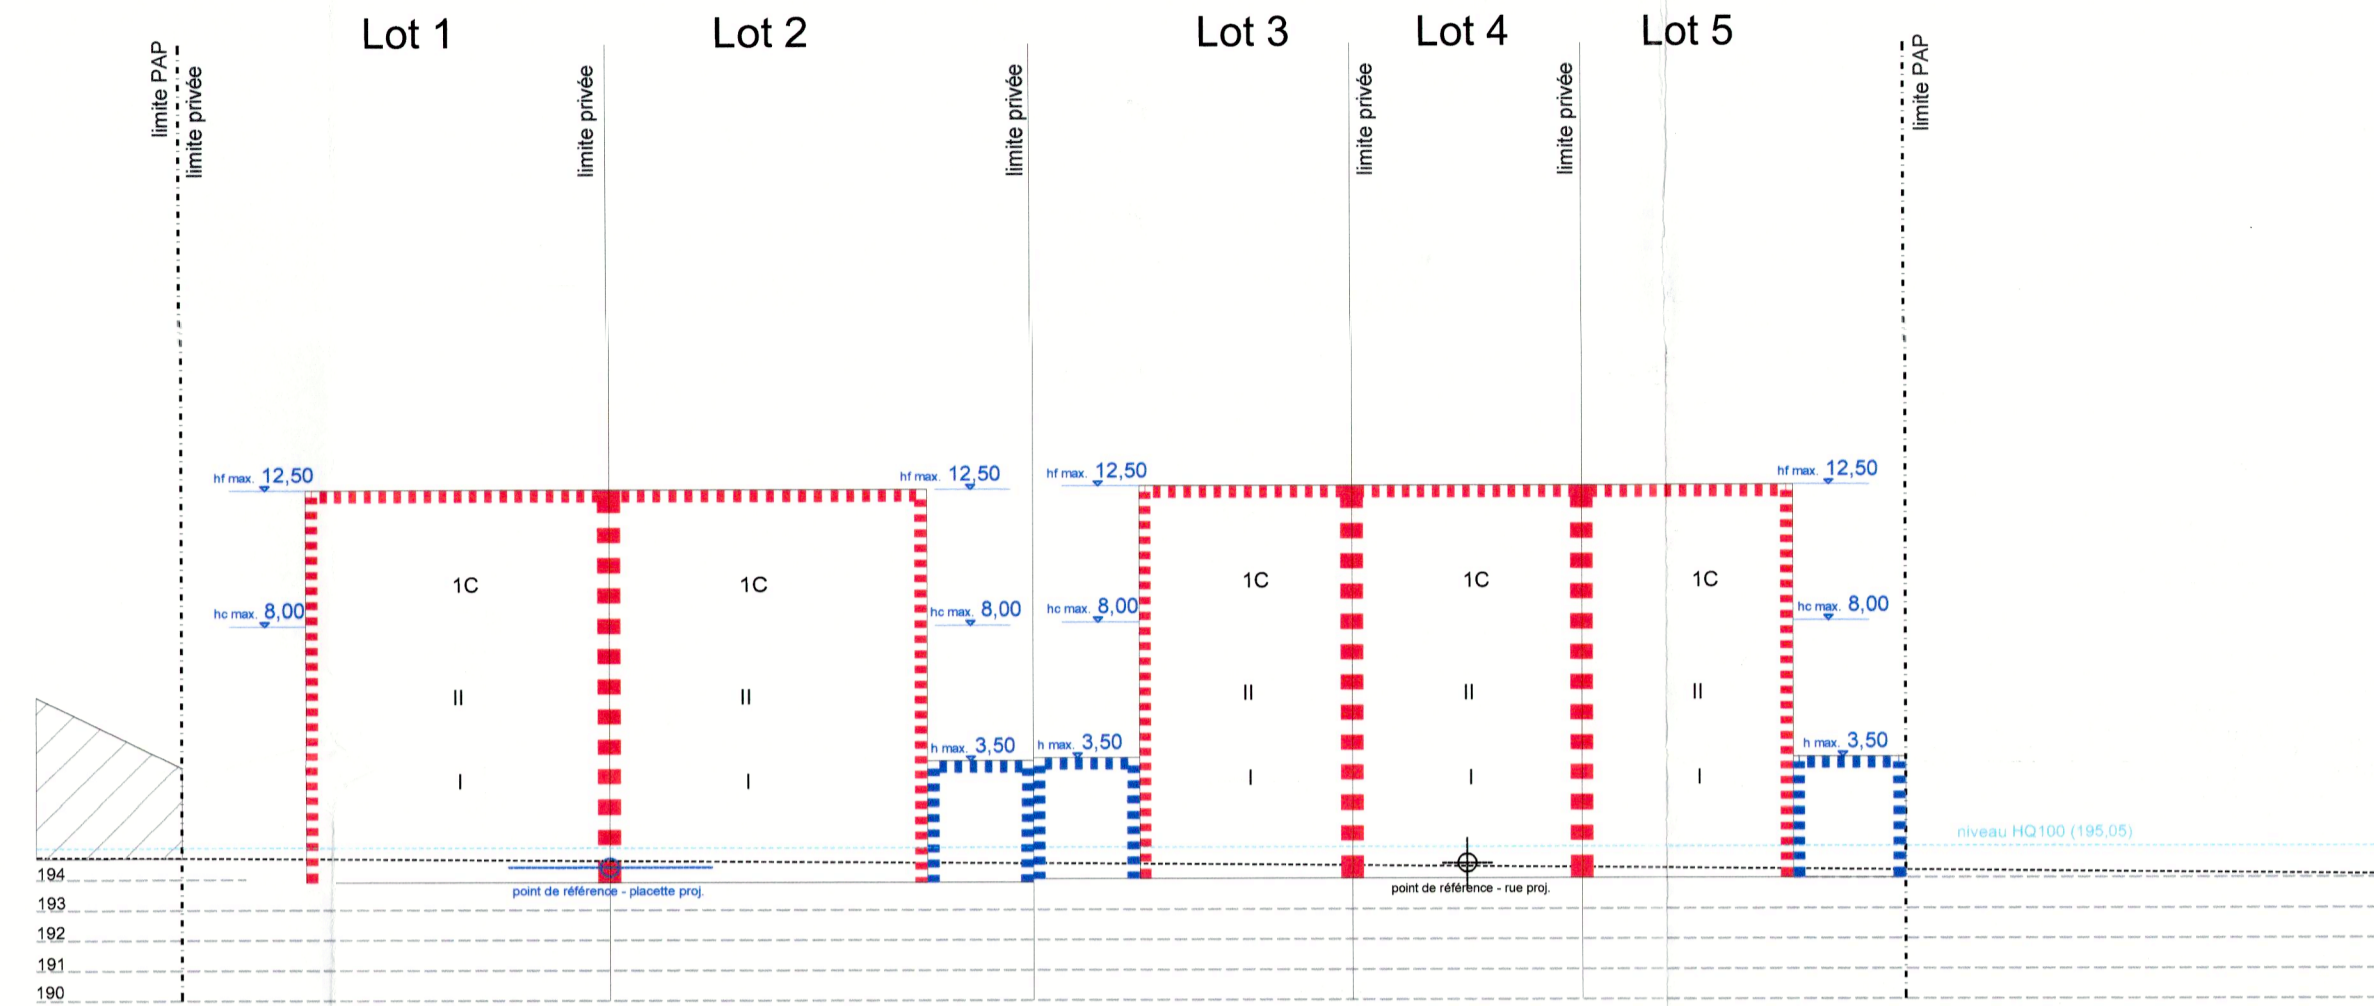 Lot 1
Lot 2
Lot 3
Lot 4
Lot 5
limite PAP
limite privée
limite privée
limite privée
limite privée
limite privée
limite PAP
hf max. 12,50
hf max. 12,50
hf max. 12,50
hf max. 12,50
1C
1C
1C
1C
1C
hc max. 8,00
hc max. 8,00
hc max. 8,00
hc max. 8,00
II
II
II
II
II
h max. 3,50
h max. 3,50
h max. 3,50
I
I
I
I
I
niveau HQ100 (195,05)
194
point de référence - placette proj.
point de référence - rue proj.
193
192
191
190